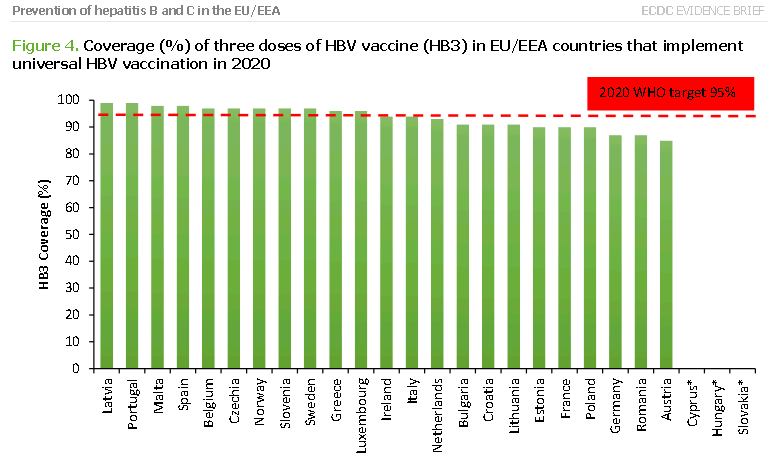 Prevention of hepatitis B and C in the EU/EEA
ECDC EVIDENCE BRIEF
Figure 4. Coverage (%) of three doses of HBV vaccine (HB3) in EU/EEA countries that implement
universal HBV vaccination in 2020
2020 WHO target 95%
HB3 Coverage (%)
100
90
80
70
60
50
40
30
20
10
0
Latvia
Portugal
Malta
Spain
Belgium
Czechia
Norway
Slovenia
Sweden
Greece
Luxembourg
Ireland
Italy
Netherlands
Bulgaria
Croatia
Lithuania
Estonia
France
Poland
Germany
Romania
Austria
Cyprus*
Hungary*
Slovakia*